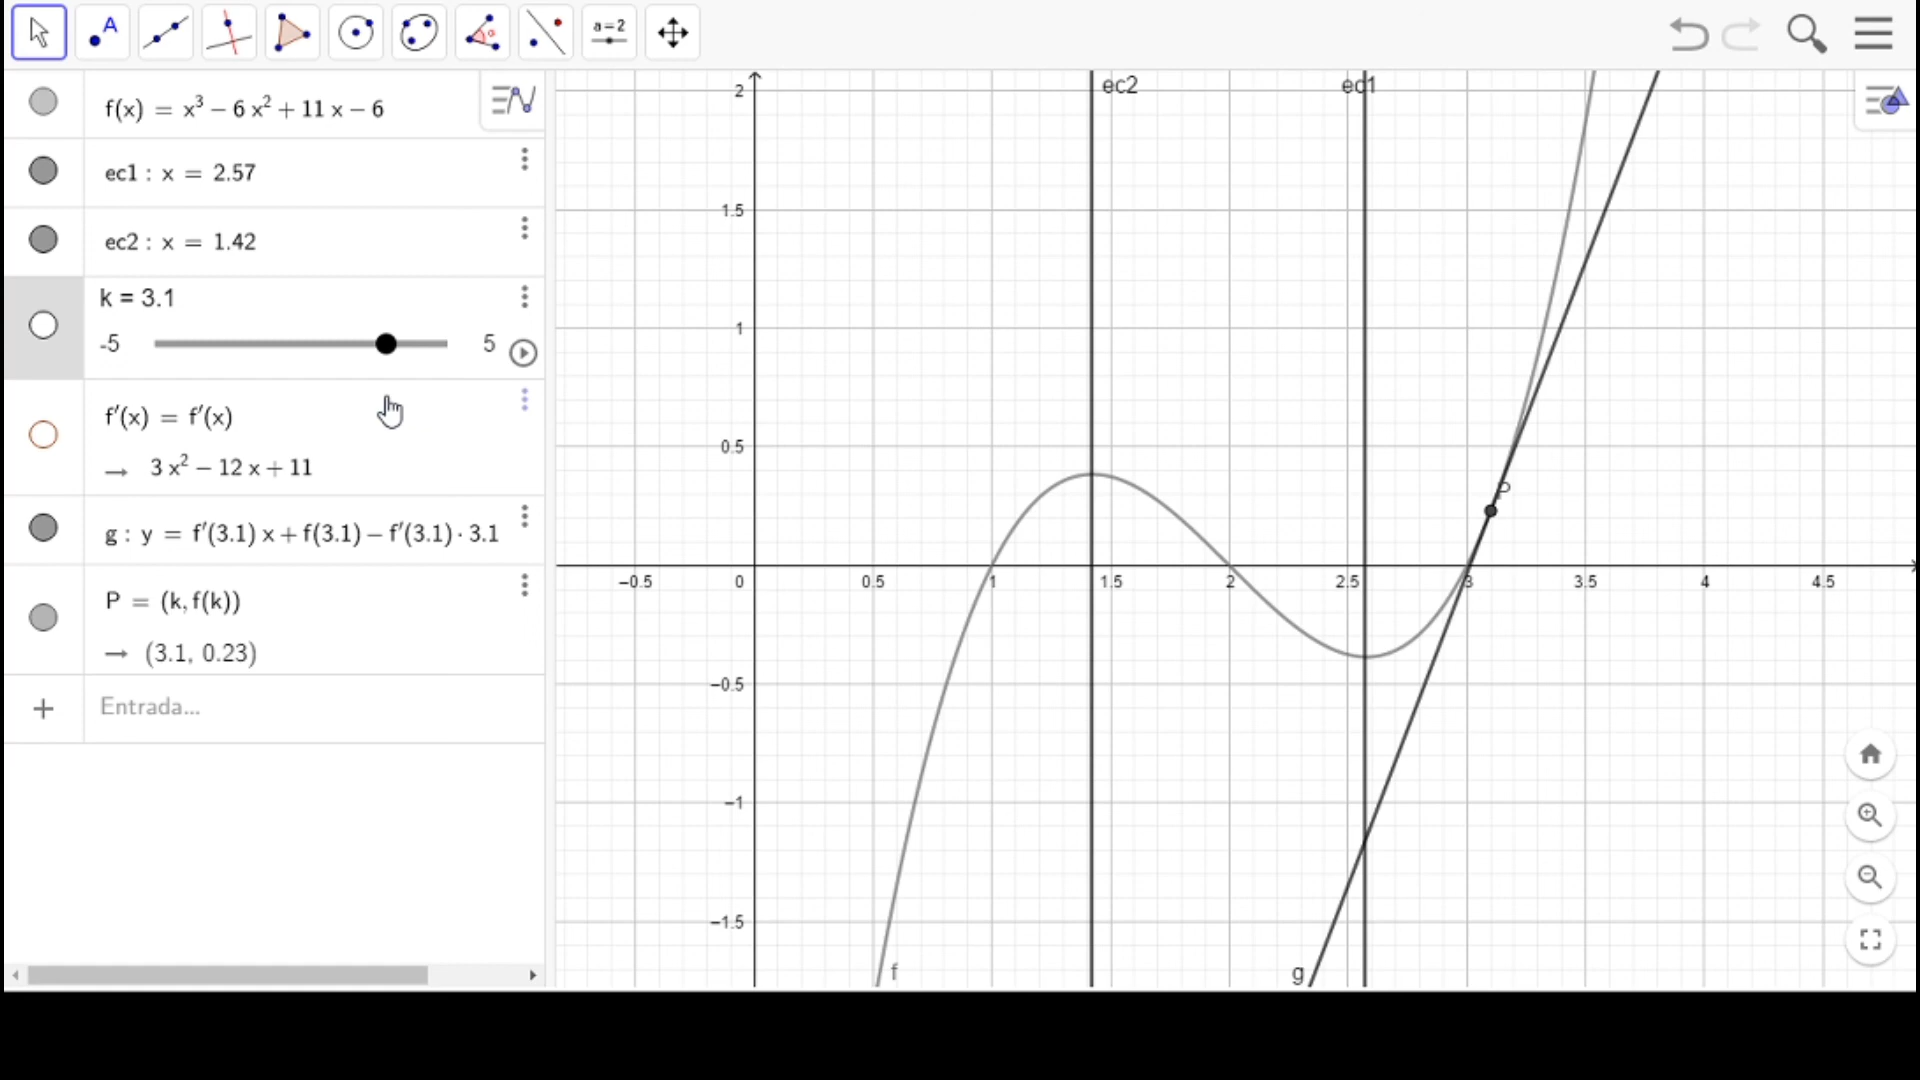 A
a=2
f(x) = x³ − 6 x² + 11 x − 6
ec1 : x = 2.57
ec2 : x = 1.42
k = 3.1
-5
5
f′(x) = f′(x)
→ 3 x² − 12 x + 11
g : y = f′(3.1) x + f(3.1) − f′(3.1) · 3.1
P = (k, f(k))
→ (3.1, 0.23)
+ Entrada...
ec2
ec1
2
1.5
1
0.5
−0.5
−1
−1.5
−0.5 0 0.5 1 1.5 2 2.5 3 3.5 4 4.5
P
f
g